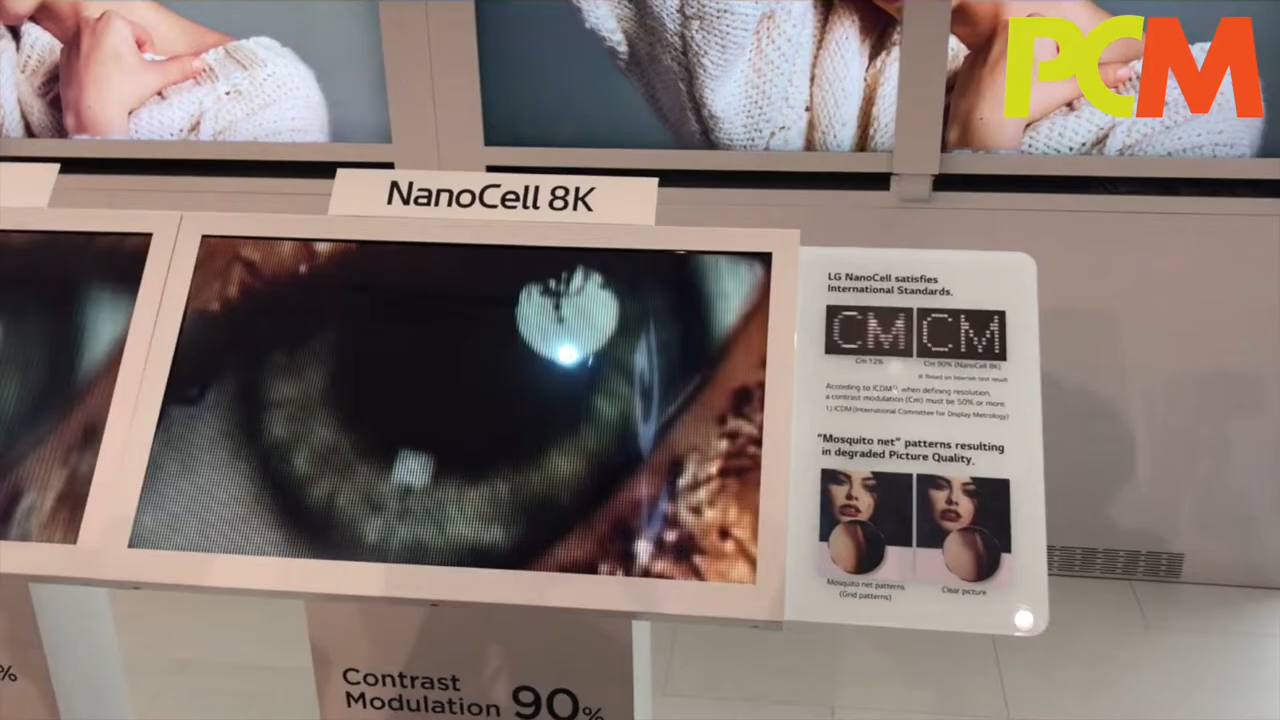 PCM
NanoCell 8K
LG NanoCell satisfies
International Standards.
CM CM
Cm 12%
Cm 90% (NanoCell 8K)
※ Based on Intertek test result
According to ICDM¹⁾, when defining resolution,
a contrast modulation (Cm) must be 50% or more
1) ICDM (International Committee for Display Metrology)
"Mosquito net" patterns resulting
in degraded Picture Quality.
Mosquito net patterns
(Grid patterns)
Clear picture
%
Contrast
Modulation 90%